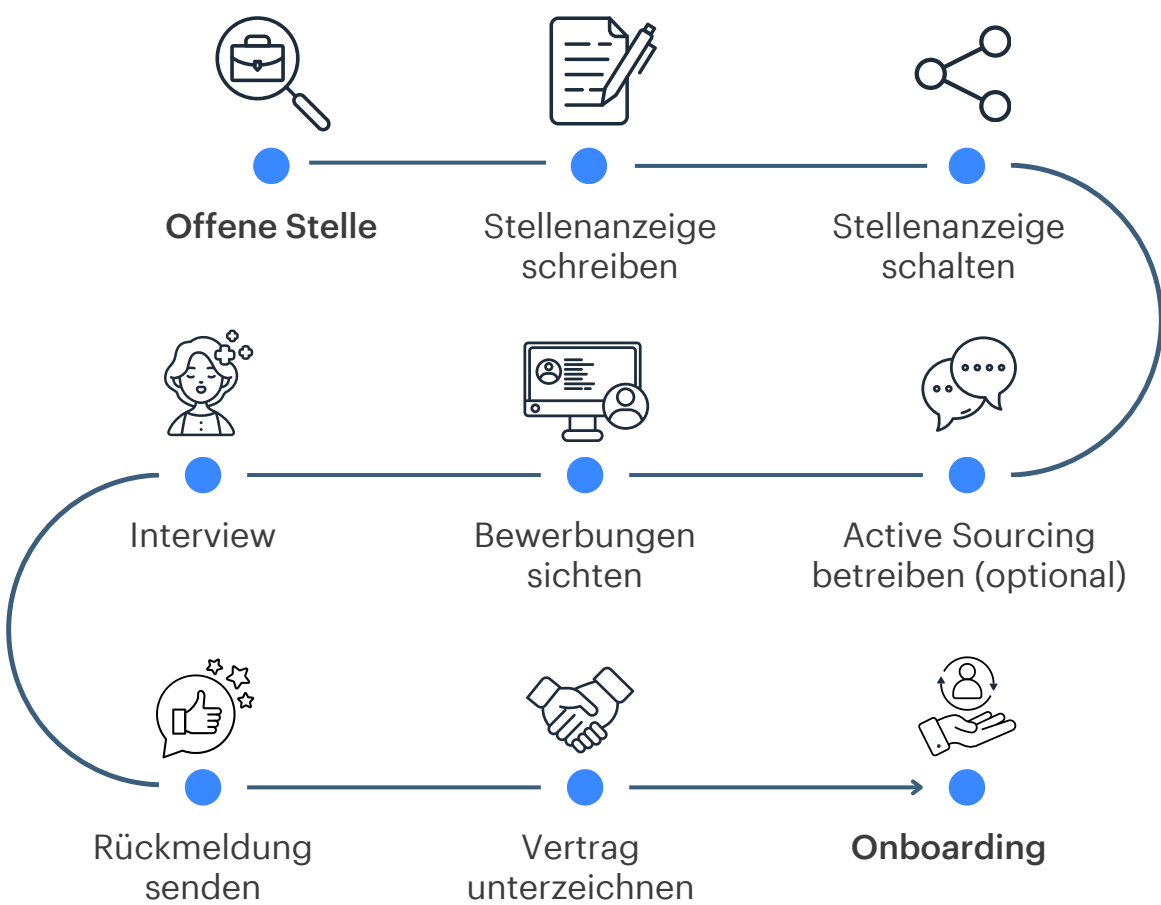 Offene Stelle
Stellenanzeige
schreiben
Stellenanzeige
schalten
Interview
Bewerbungen
sichten
Active Sourcing
betreiben (optional)
Rückmeldung
senden
Vertrag
unterzeichnen
Onboarding